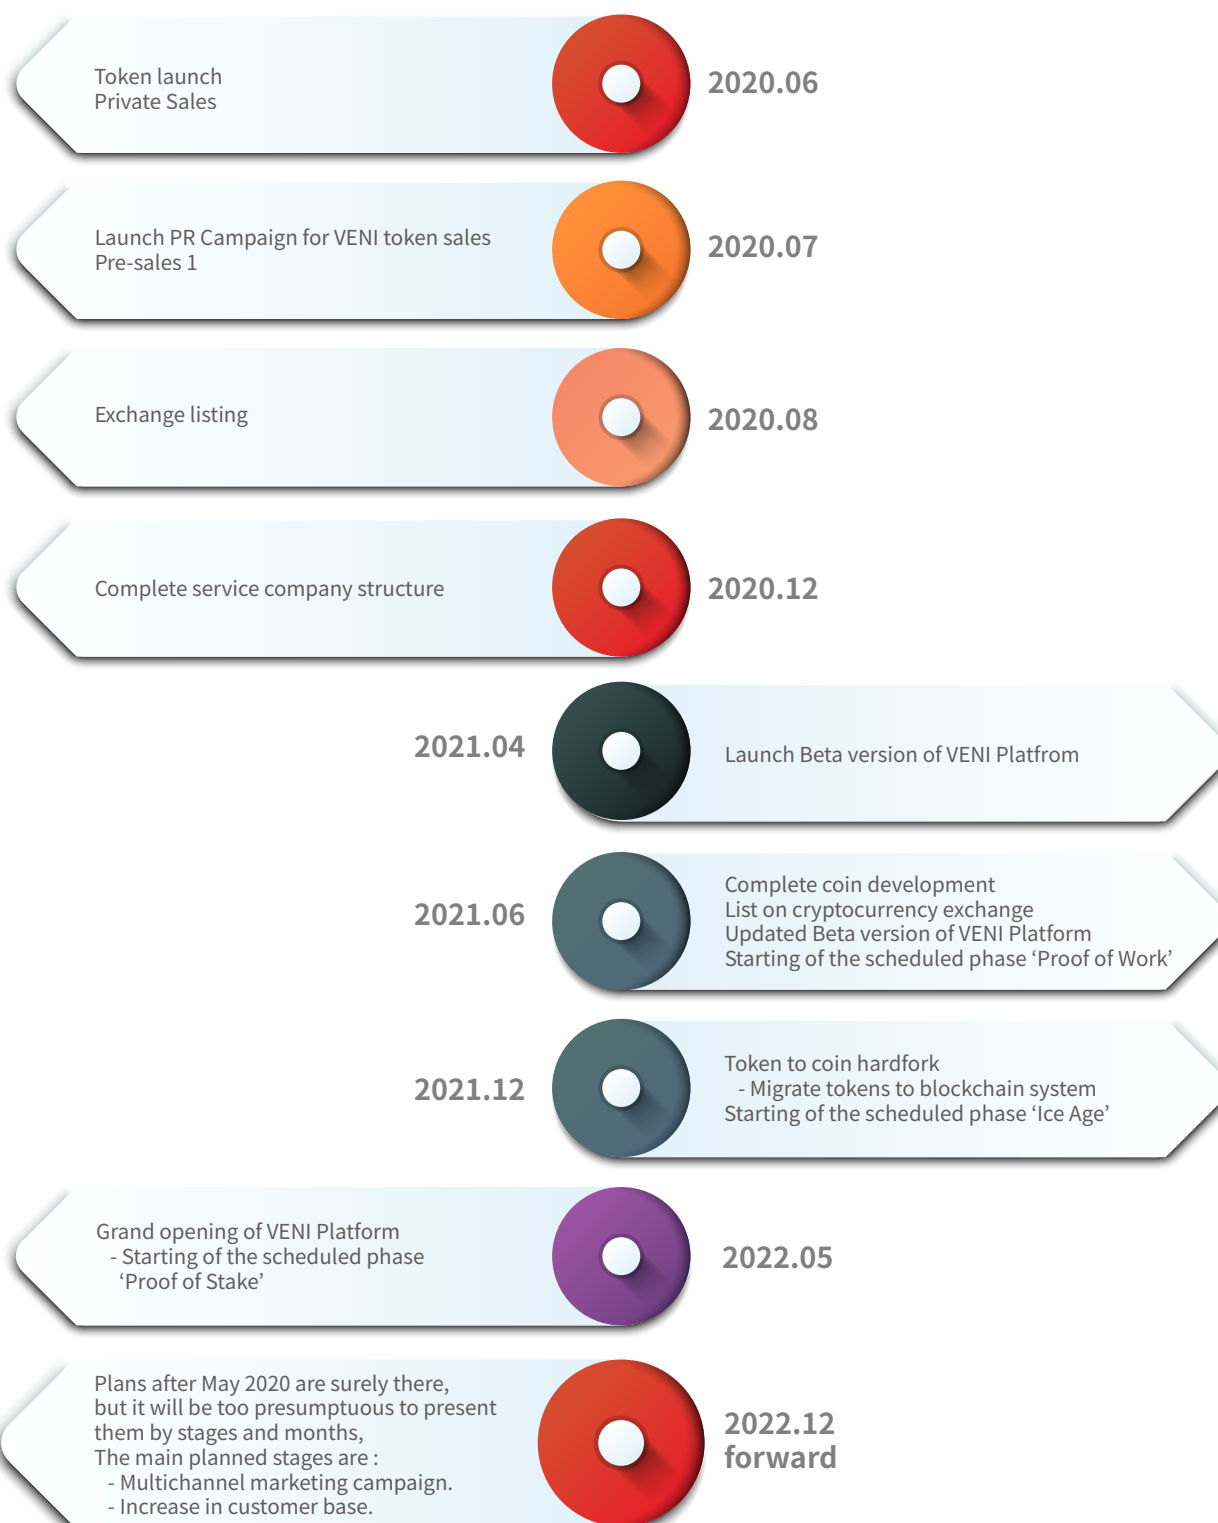 Token launch
Private Sales
2020.06
Launch PR Campaign for VENI token sales
Pre-sales 1
2020.07
Exchange listing
2020.08
Complete service company structure
2020.12
2021.04
Launch Beta version of VENI Platfrom
2021.06
Complete coin development
List on cryptocurrency exchange
Updated Beta version of VENI Platform
Starting of the scheduled phase ‘Proof of Work’
2021.12
Token to coin hardfork
- Migrate tokens to blockchain system
Starting of the scheduled phase ‘Ice Age’
Grand opening of VENI Platform
- Starting of the scheduled phase
‘Proof of Stake’
2022.05
Plans after May 2020 are surely there,
but it will be too presumptuous to present
them by stages and months,
The main planned stages are :
- Multichannel marketing campaign.
- Increase in customer base.
2022.12
forward